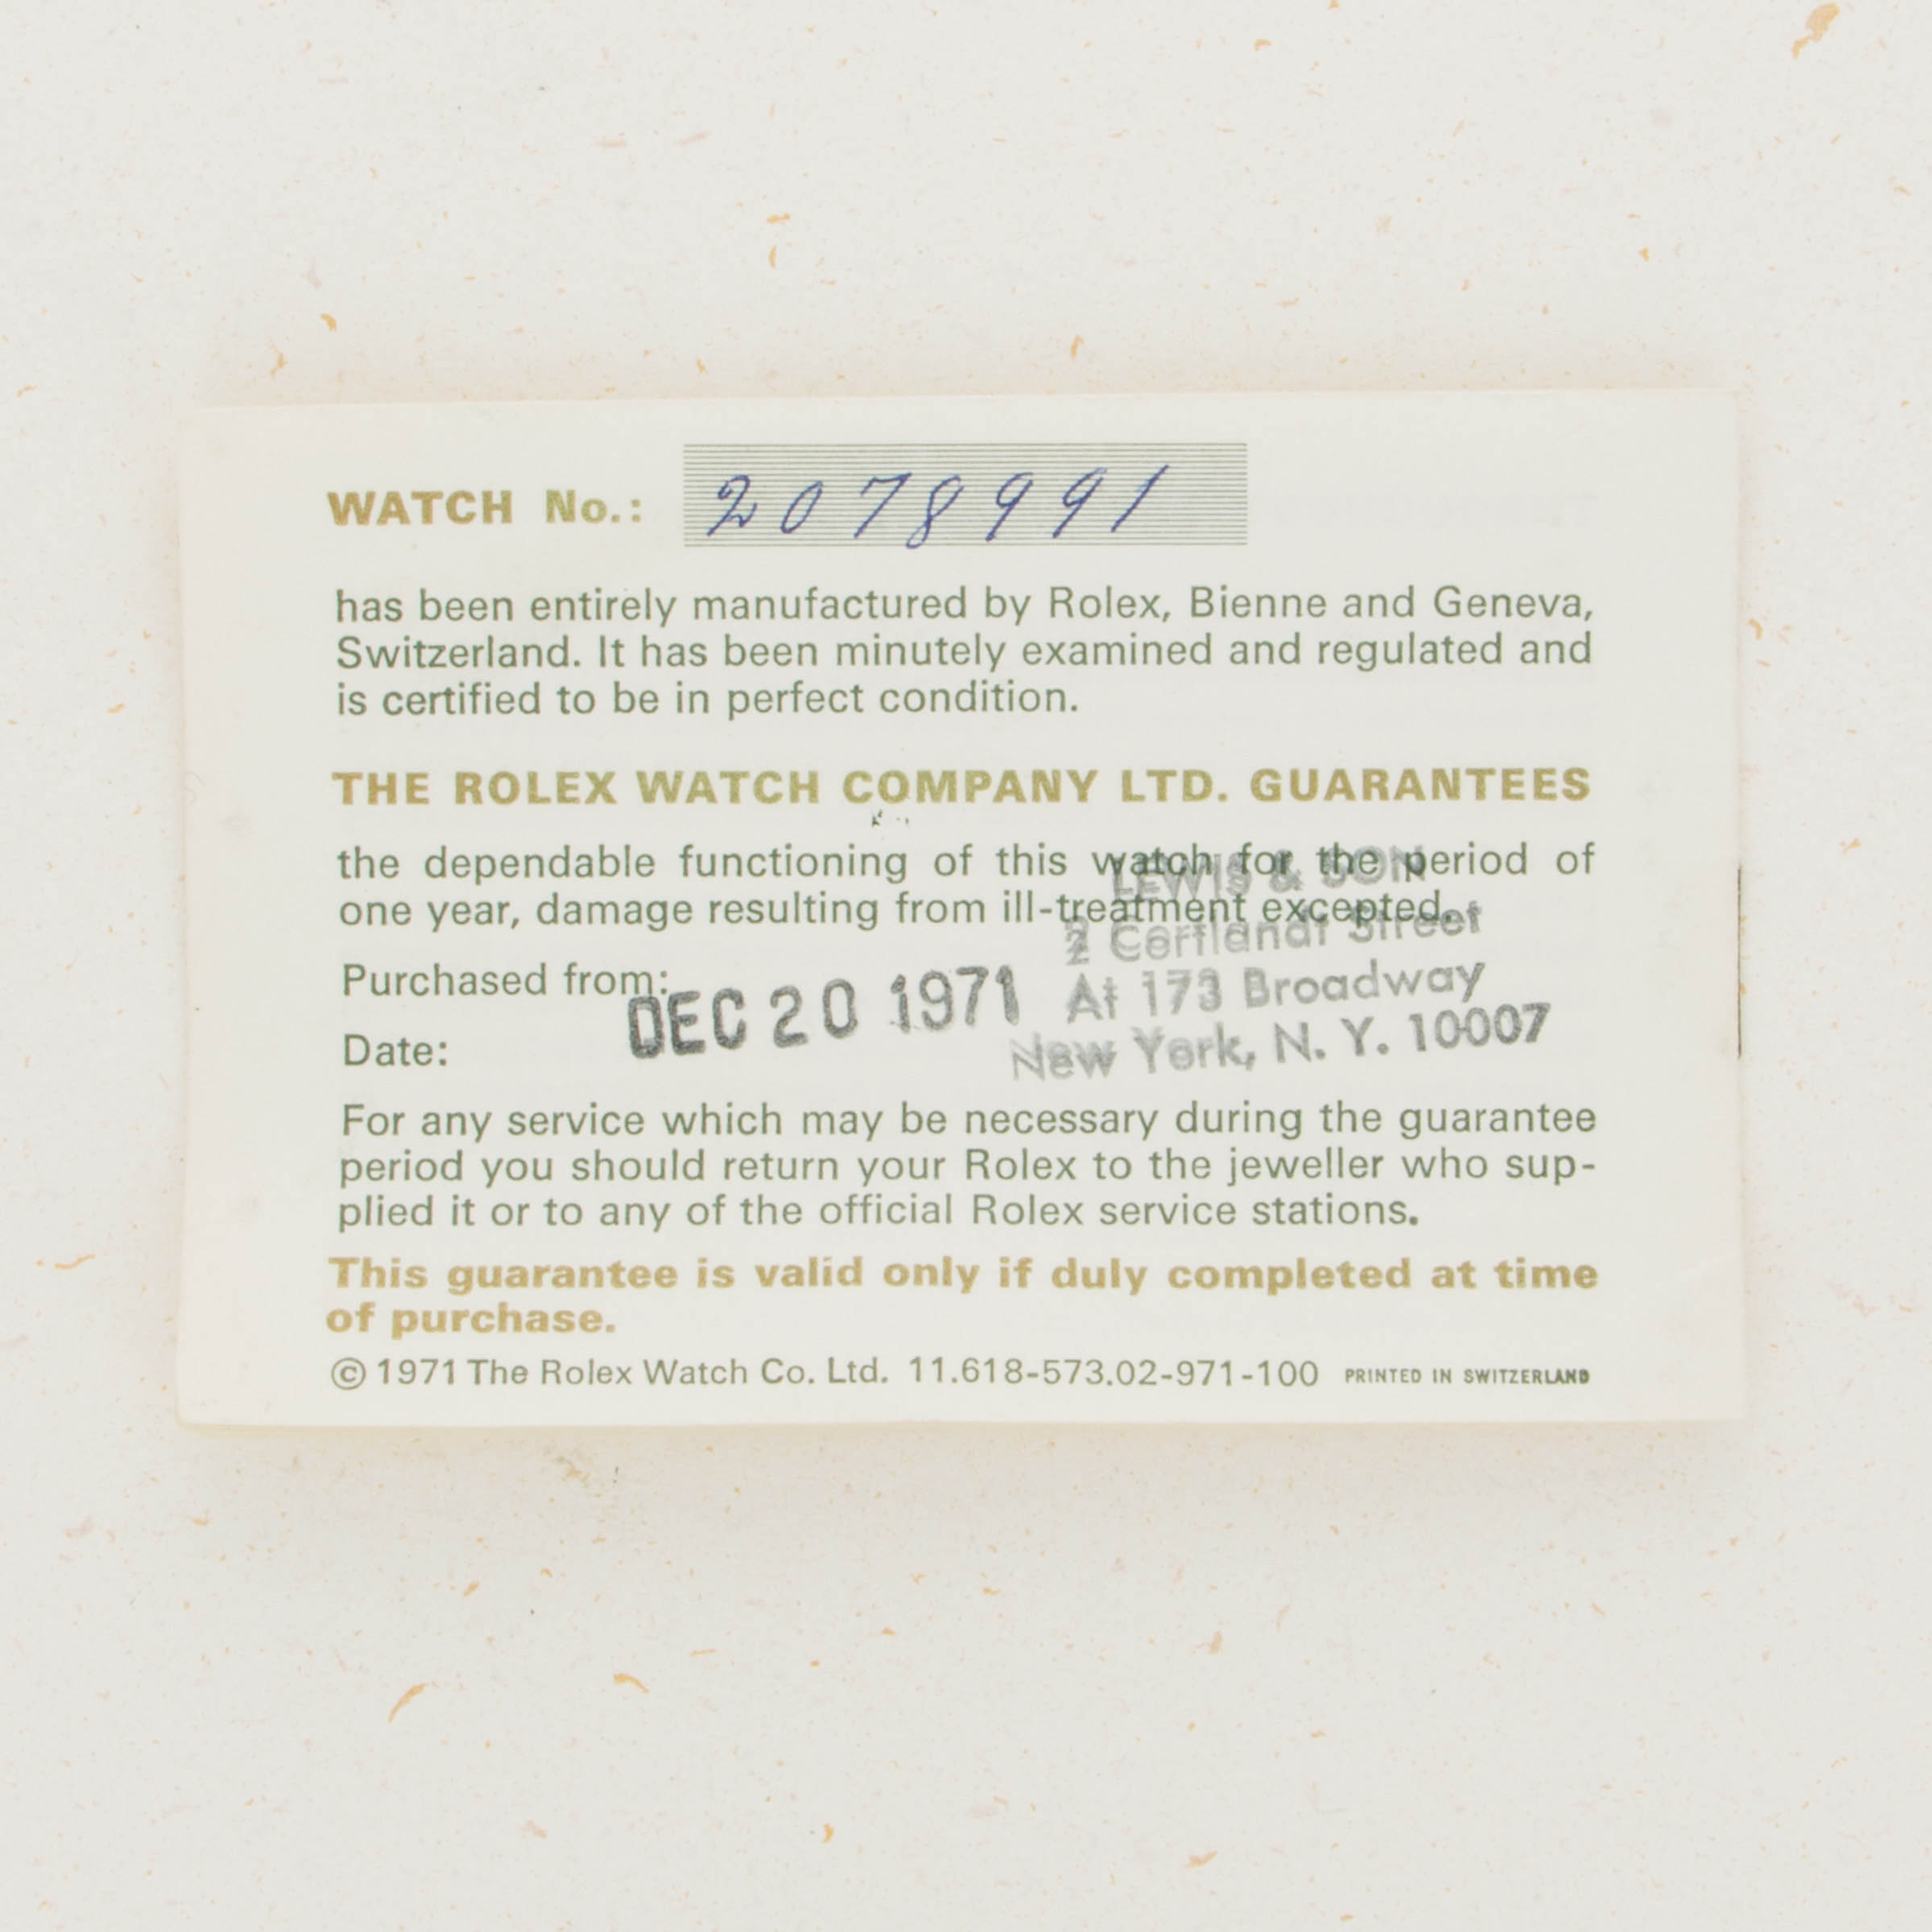 WATCH No.: 2078991
has been entirely manufactured by Rolex, Bienne and Geneva,
Switzerland. It has been minutely examined and regulated and
is certified to be in perfect condition.
THE ROLEX WATCH COMPANY LTD. GUARANTEES
the dependable functioning of this watch for the period of
LEWIS & SON
one year, damage resulting from ill-treatment excepted.
2 Cortlandt Street
Purchased from:
At 173 Broadway
DEC 20 1971
Date:
New York, N. Y. 10007
For any service which may be necessary during the guarantee
period you should return your Rolex to the jeweller who sup-
plied it or to any of the official Rolex service stations.
This guarantee is valid only if duly completed at time
of purchase.
© 1971 The Rolex Watch Co. Ltd. 11.618-573.02-971-100 PRINTED IN SWITZERLAND